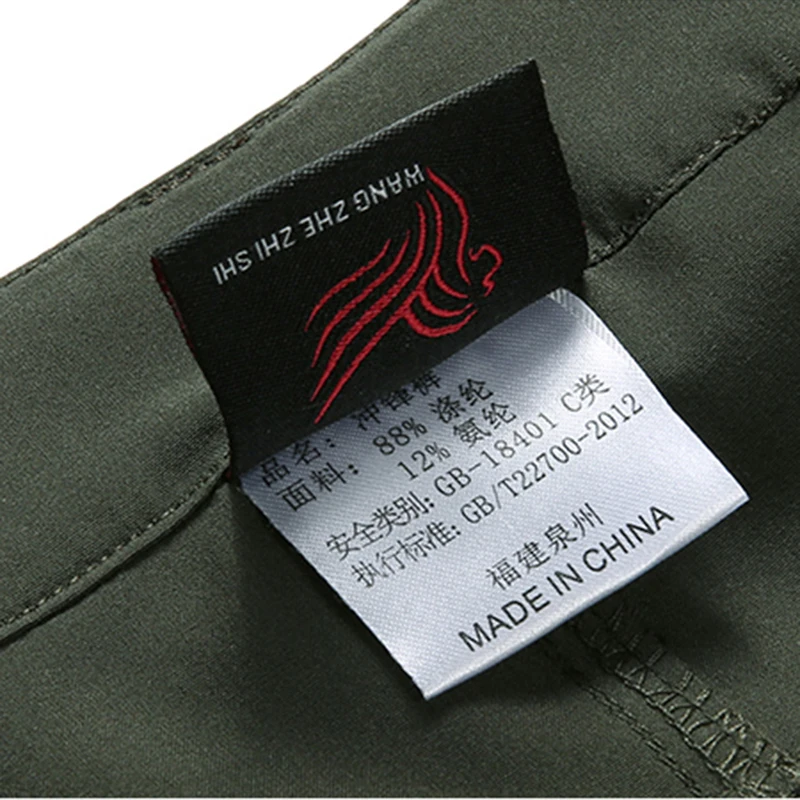 WANG ZHE ZHI SHI
品名：冲锋裤
面料：88% 涤纶
12% 氨纶
安全类别：GB-18401 C类
执行标准：GB/T22700-2012
福建泉州
MADE IN CHINA